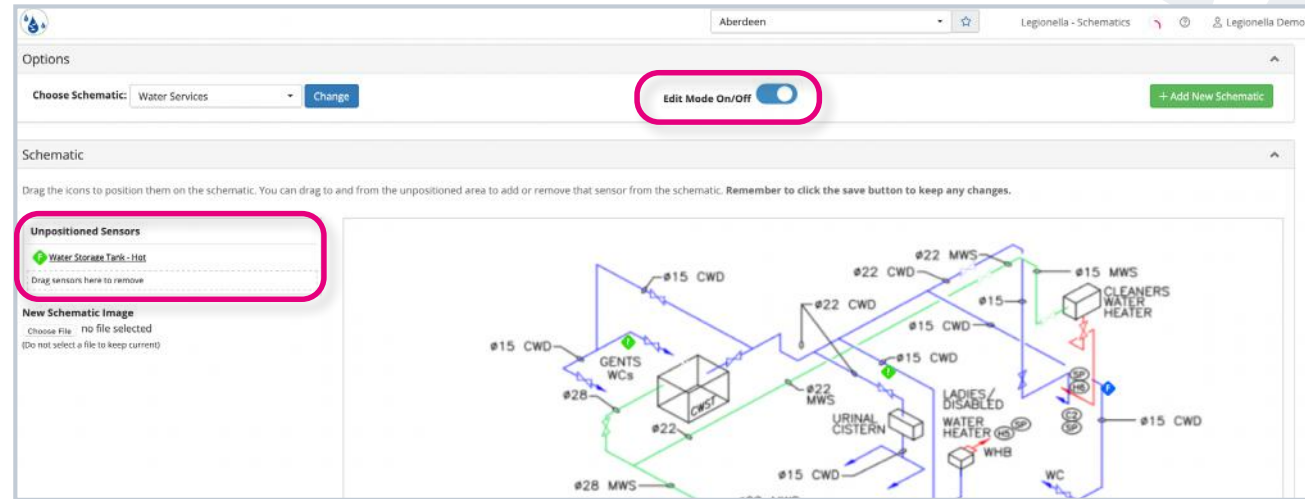 Aberdeen
Legionella - Schematics
Legionella Demo
Options
Choose Schematic: Water Services
Change
Edit Mode On/Off
+ Add New Schematic
Schematic
Drag the icons to position them on the schematic. You can drag to and from the unpositioned area to add or remove that sensor from the schematic. Remember to click the save button to keep any changes.
Unpositioned Sensors
F Water Storage Tank - Hot
Drag sensors here to remove
New Schematic Image
Choose File no file selected
(Do not select a file to keep current)
ø15 CWD
ø22 CWD
ø22 MWS
ø15 MWS
CLEANERS
WATER
HEATER
ø22 CWD
ø15
ø15 CWD
ø15 CWD
GENTS
WCs
ø15 CWD
ø28
CWST
ø22
MWS
ø22
URINAL
CISTERN
LADIES/
DISABLED
WATER
HEATER
H5
SP
WHB
SP
H6
C2
SP
F
ø15 CWD
ø15 CWD
WC
ø28 MWS